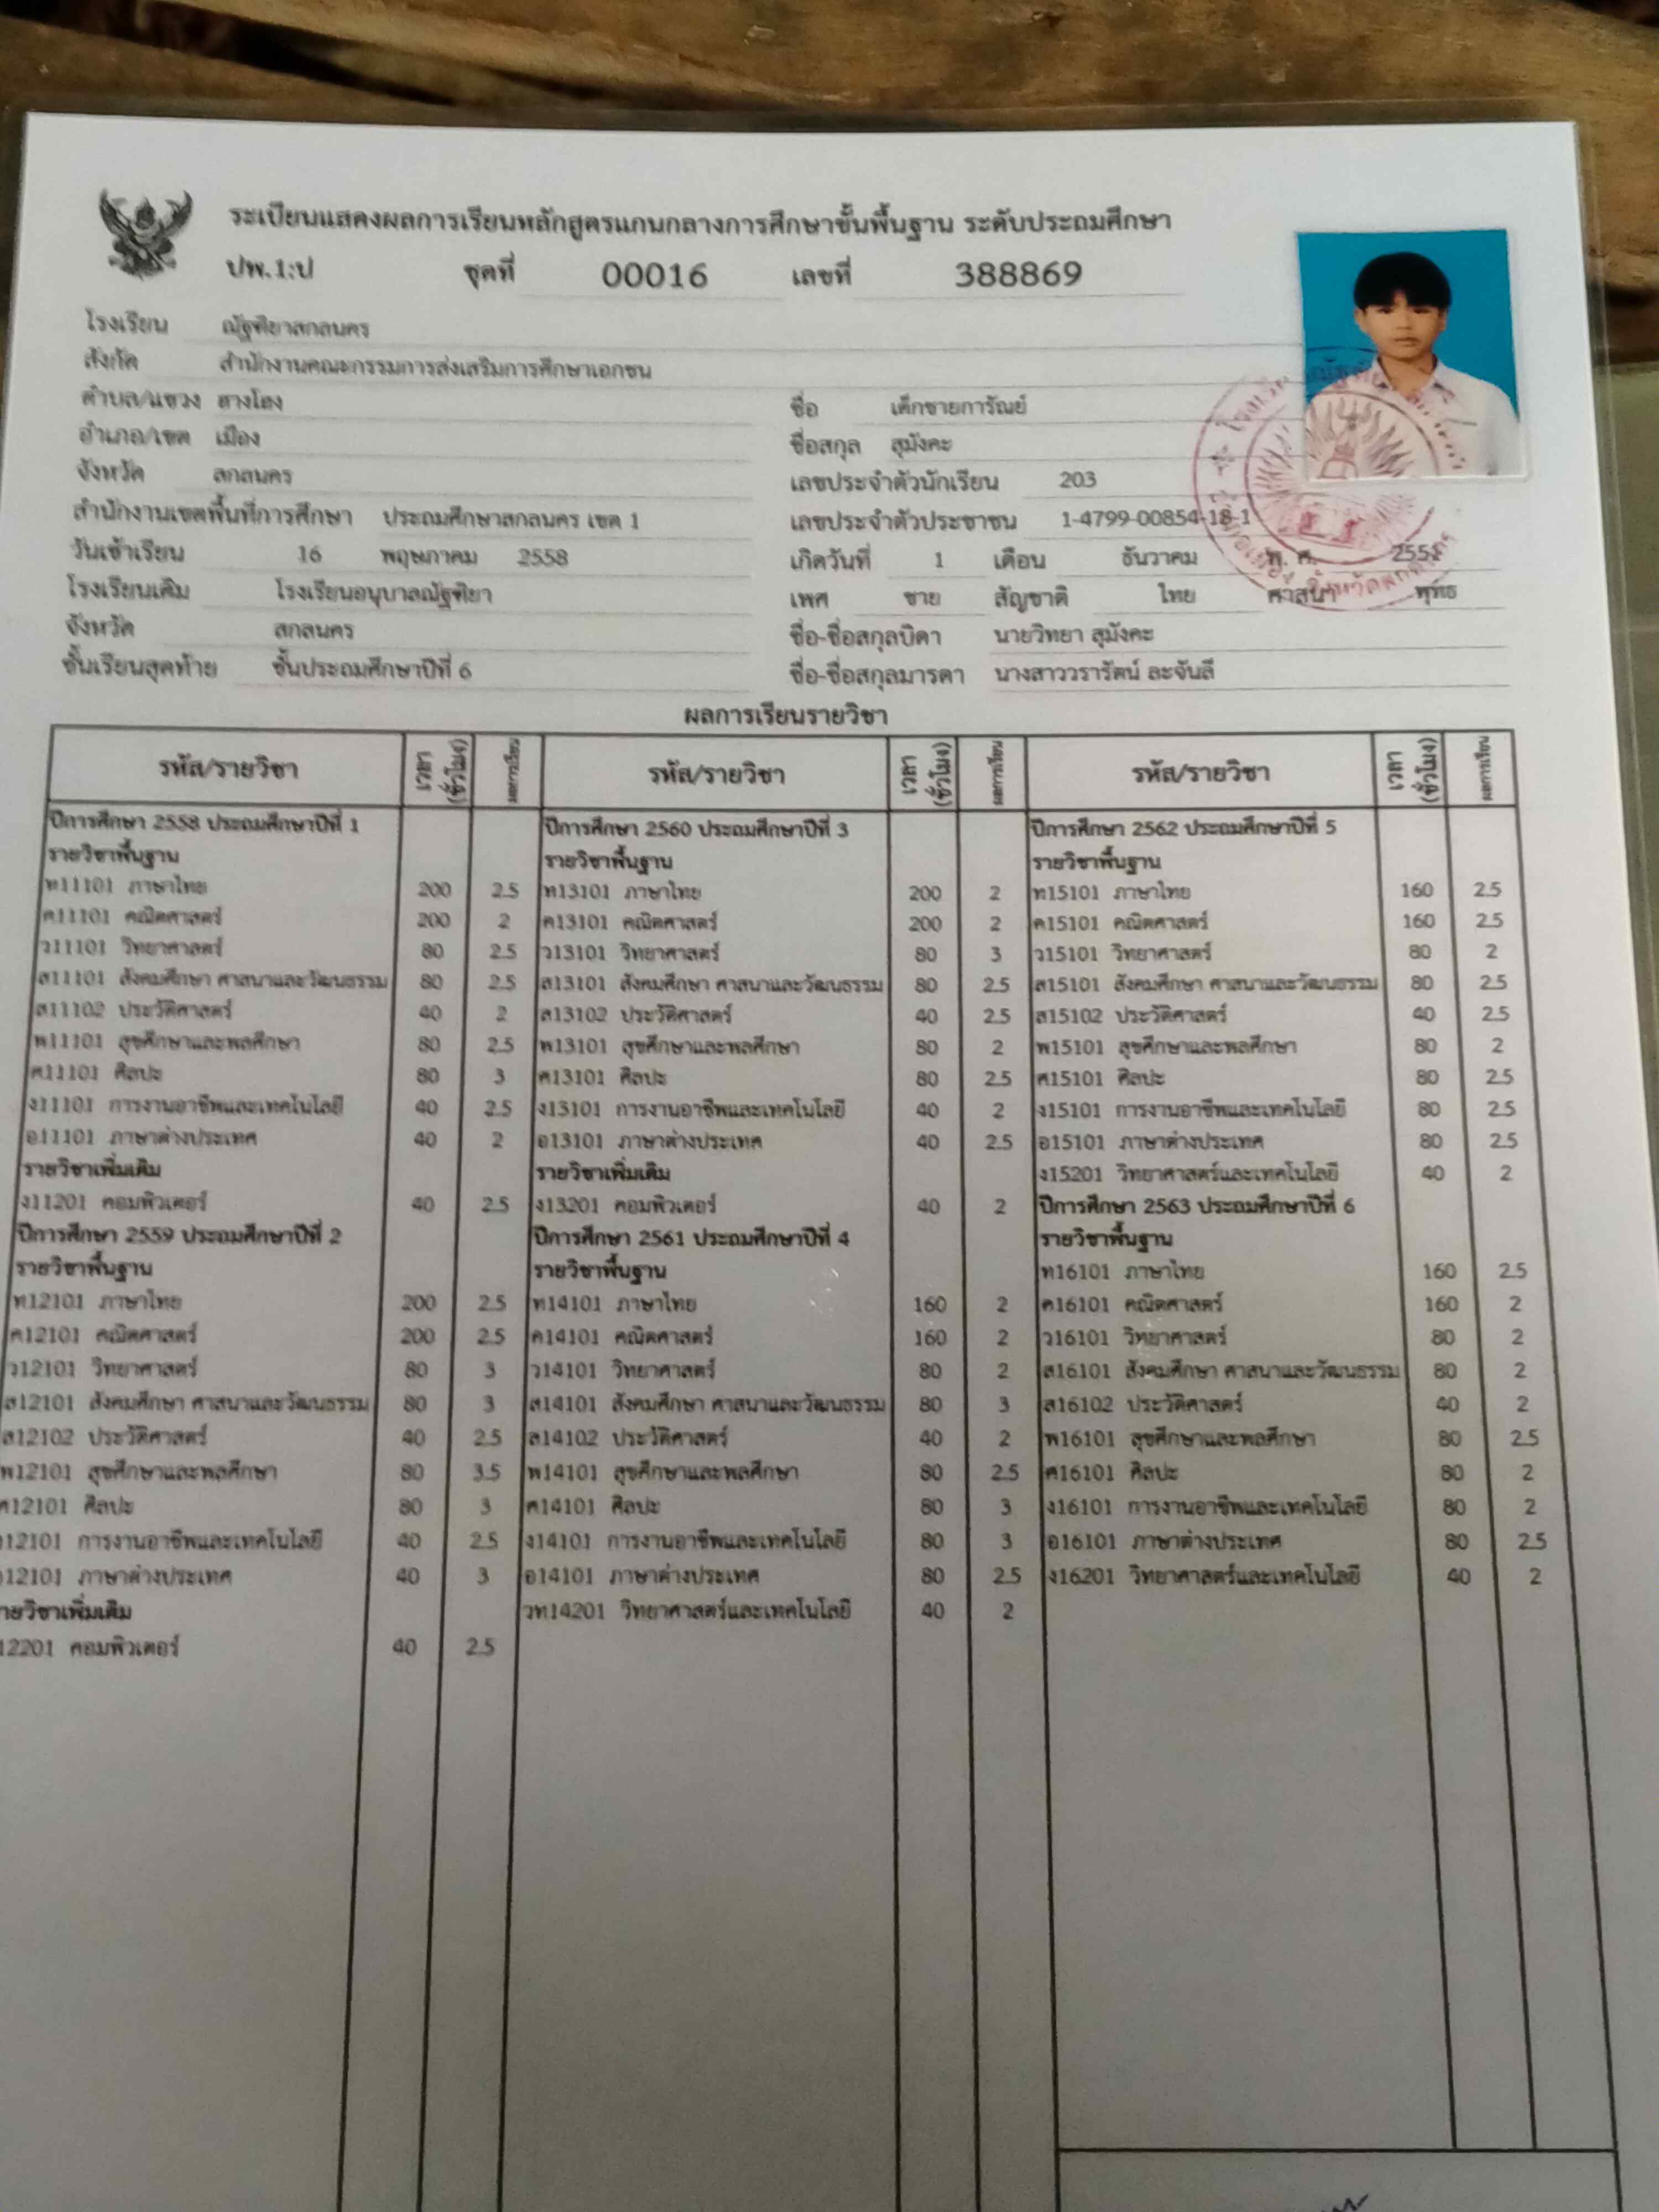 ระเบียนแสดงผลการเรียนหลักสูตรแกนกลางการศึกษาขั้นพื้นฐาน ระดับประถมศึกษา
ปพ.1:ป ชุดที่ 00016 เลขที่ 388869
โรงเรียน ณัฐฑิยาสกลนคร
สังกัด สำนักงานคณะกรรมการส่งเสริมการศึกษาเอกชน
ตำบล/แขวง ฮางโฮง
อำเภอ/เขต เมือง
จังหวัด สกลนคร
สำนักงานเขตพื้นที่การศึกษา ประถมศึกษาสกลนคร เขต 1
วันเข้าเรียน 16 พฤษภาคม 2558
โรงเรียนเดิม โรงเรียนอนุบาลณัฐฑิยา
จังหวัด สกลนคร
ชั้นเรียนสุดท้าย ชั้นประถมศึกษาปีที่ 6
ชื่อ เด็กชายการัณย์
ชื่อสกุล สุมังคะ
เลขประจำตัวนักเรียน 203
เลขประจำตัวประชาชน 1-4799-00854-18-1
เกิดวันที่ 1 เดือน ธันวาคม พ.ศ.
เพศ ชาย สัญชาติ ไทย ศาสนา พุทธ
ชื่อ-ชื่อสกุลบิดา นายวิทยา สุมังคะ
ชื่อ-ชื่อสกุลมารดา นางสาววรารัตน์ ละจันลี
ผลการเรียนรายวิชา
รหัส/รายวิชา เวลา (ชั่วโมง) ผลการเรียน
ปีการศึกษา 2558 ประถมศึกษาปีที่ 1
รายวิชาพื้นฐาน
ท11101 ภาษาไทย 200 2.5
ค11101 คณิตศาสตร์ 200 2
ว11101 วิทยาศาสตร์ 80 2.5
ส11101 สังคมศึกษา ศาสนาและวัฒนธรรม 80 2.5
ส11102 ประวัติศาสตร์ 40 2
พ11101 สุขศึกษาและพลศึกษา 80 2.5
ศ11101 ศิลปะ 80 3
ง11101 การงานอาชีพและเทคโนโลยี 40 2.5
อ11101 ภาษาต่างประเทศ 40 2
รายวิชาเพิ่มเติม
ง11201 คอมพิวเตอร์ 40 2.5
ปีการศึกษา 2559 ประถมศึกษาปีที่ 2
รายวิชาพื้นฐาน
ท12101 ภาษาไทย 200 2.5
ค12101 คณิตศาสตร์ 200 2.5
ว12101 วิทยาศาสตร์ 80 3
ส12101 สังคมศึกษา ศาสนาและวัฒนธรรม 80 3
ส12102 ประวัติศาสตร์ 40 2.5
พ12101 สุขศึกษาและพลศึกษา 80 3.5
ศ12101 ศิลปะ 80 3
12101 การงานอาชีพและเทคโนโลยี 40 2.5
12101 ภาษาต่างประเทศ 40 3
ายวิชาเพิ่มเติม
12201 คอมพิวเตอร์ 40 2.5
รหัส/รายวิชา เวลา (ชั่วโมง) ผลการเรียน
ปีการศึกษา 2560 ประถมศึกษาปีที่ 3
รายวิชาพื้นฐาน
ท13101 ภาษาไทย 200 2
ค13101 คณิตศาสตร์ 200 2
ว13101 วิทยาศาสตร์ 80 3
ส13101 สังคมศึกษา ศาสนาและวัฒนธรรม 80 2.5
ส13102 ประวัติศาสตร์ 40 2.5
พ13101 สุขศึกษาและพลศึกษา 80 2
ศ13101 ศิลปะ 80 2.5
ง13101 การงานอาชีพและเทคโนโลยี 40 2
อ13101 ภาษาต่างประเทศ 40 2.5
รายวิชาเพิ่มเติม
ง13201 คอมพิวเตอร์ 40 2
ปีการศึกษา 2561 ประถมศึกษาปีที่ 4
รายวิชาพื้นฐาน
ท14101 ภาษาไทย 160 2
ค14101 คณิตศาสตร์ 160 2
ว14101 วิทยาศาสตร์ 80 2
ส14101 สังคมศึกษา ศาสนาและวัฒนธรรม 80 3
ส14102 ประวัติศาสตร์ 40 2
พ14101 สุขศึกษาและพลศึกษา 80 2.5
ศ14101 ศิลปะ 80 3
ง14101 การงานอาชีพและเทคโนโลยี 80 3
อ14101 ภาษาต่างประเทศ 80 2.5
วท14201 วิทยาศาสตร์และเทคโนโลยี 40 2
รหัส/รายวิชา เวลา (ชั่วโมง) ผลการเรียน
ปีการศึกษา 2562 ประถมศึกษาปีที่ 5
รายวิชาพื้นฐาน
ท15101 ภาษาไทย 160 2.5
ค15101 คณิตศาสตร์ 160 2.5
ว15101 วิทยาศาสตร์ 80 2
ส15101 สังคมศึกษา ศาสนาและวัฒนธรรม 80 2.5
ส15102 ประวัติศาสตร์ 40 2.5
พ15101 สุขศึกษาและพลศึกษา 80 2
ศ15101 ศิลปะ 80 2.5
ง15101 การงานอาชีพและเทคโนโลยี 80 2.5
อ15101 ภาษาต่างประเทศ 80 2.5
ง15201 วิทยาศาสตร์และเทคโนโลยี 40 2
ปีการศึกษา 2563 ประถมศึกษาปีที่ 6
รายวิชาพื้นฐาน
ท16101 ภาษาไทย 160 2.5
ค16101 คณิตศาสตร์ 160 2
ว16101 วิทยาศาสตร์ 80 2
ส16101 สังคมศึกษา ศาสนาและวัฒนธรรม 80 2
ส16102 ประวัติศาสตร์ 40 2
พ16101 สุขศึกษาและพลศึกษา 80 2.5
ศ16101 ศิลปะ 80 2
ง16101 การงานอาชีพและเทคโนโลยี 80 2
อ16101 ภาษาต่างประเทศ 80 2.5
ง16201 วิทยาศาสตร์และเทคโนโลยี 40 2